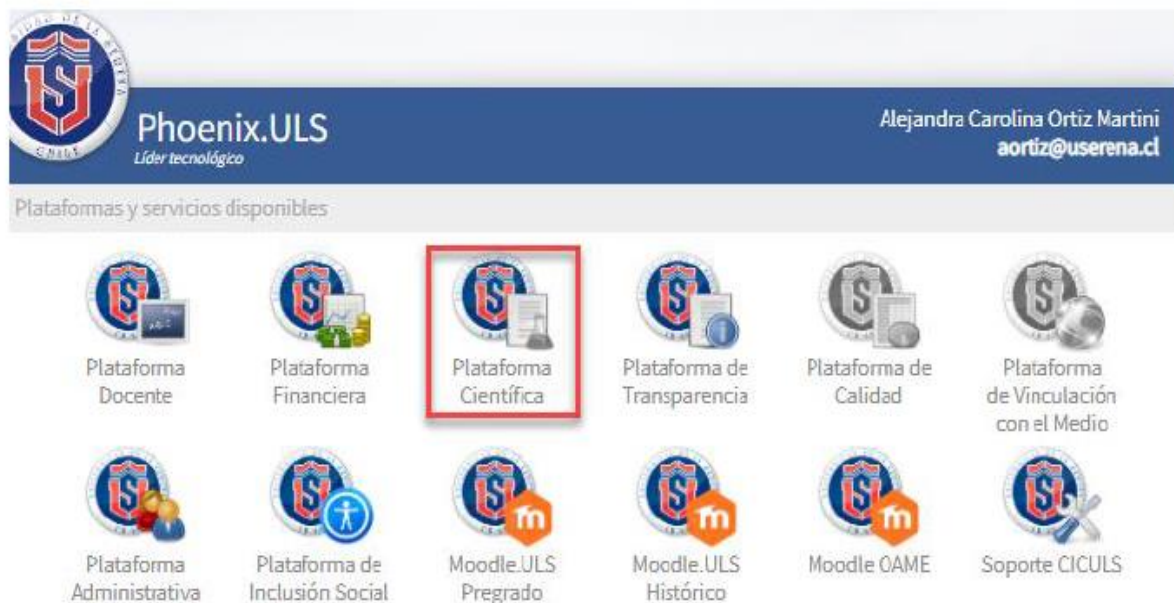 Phoenix.ULS
Líder tecnológico
Alejandra Carolina Ortiz Martini
aortiz@userena.cl
Plataformas y servicios disponibles
Plataforma
Docente
Plataforma
Financiera
Plataforma
Científica
Plataforma de
Transparencia
Plataforma de
Calidad
Plataforma
de Vinculación
con el Medio
Plataforma
Administrativa
Plataforma de
Inclusión Social
Moodle.ULS
Pregrado
Moodle.ULS
Histórico
Moodle OAME
Soporte CICULS